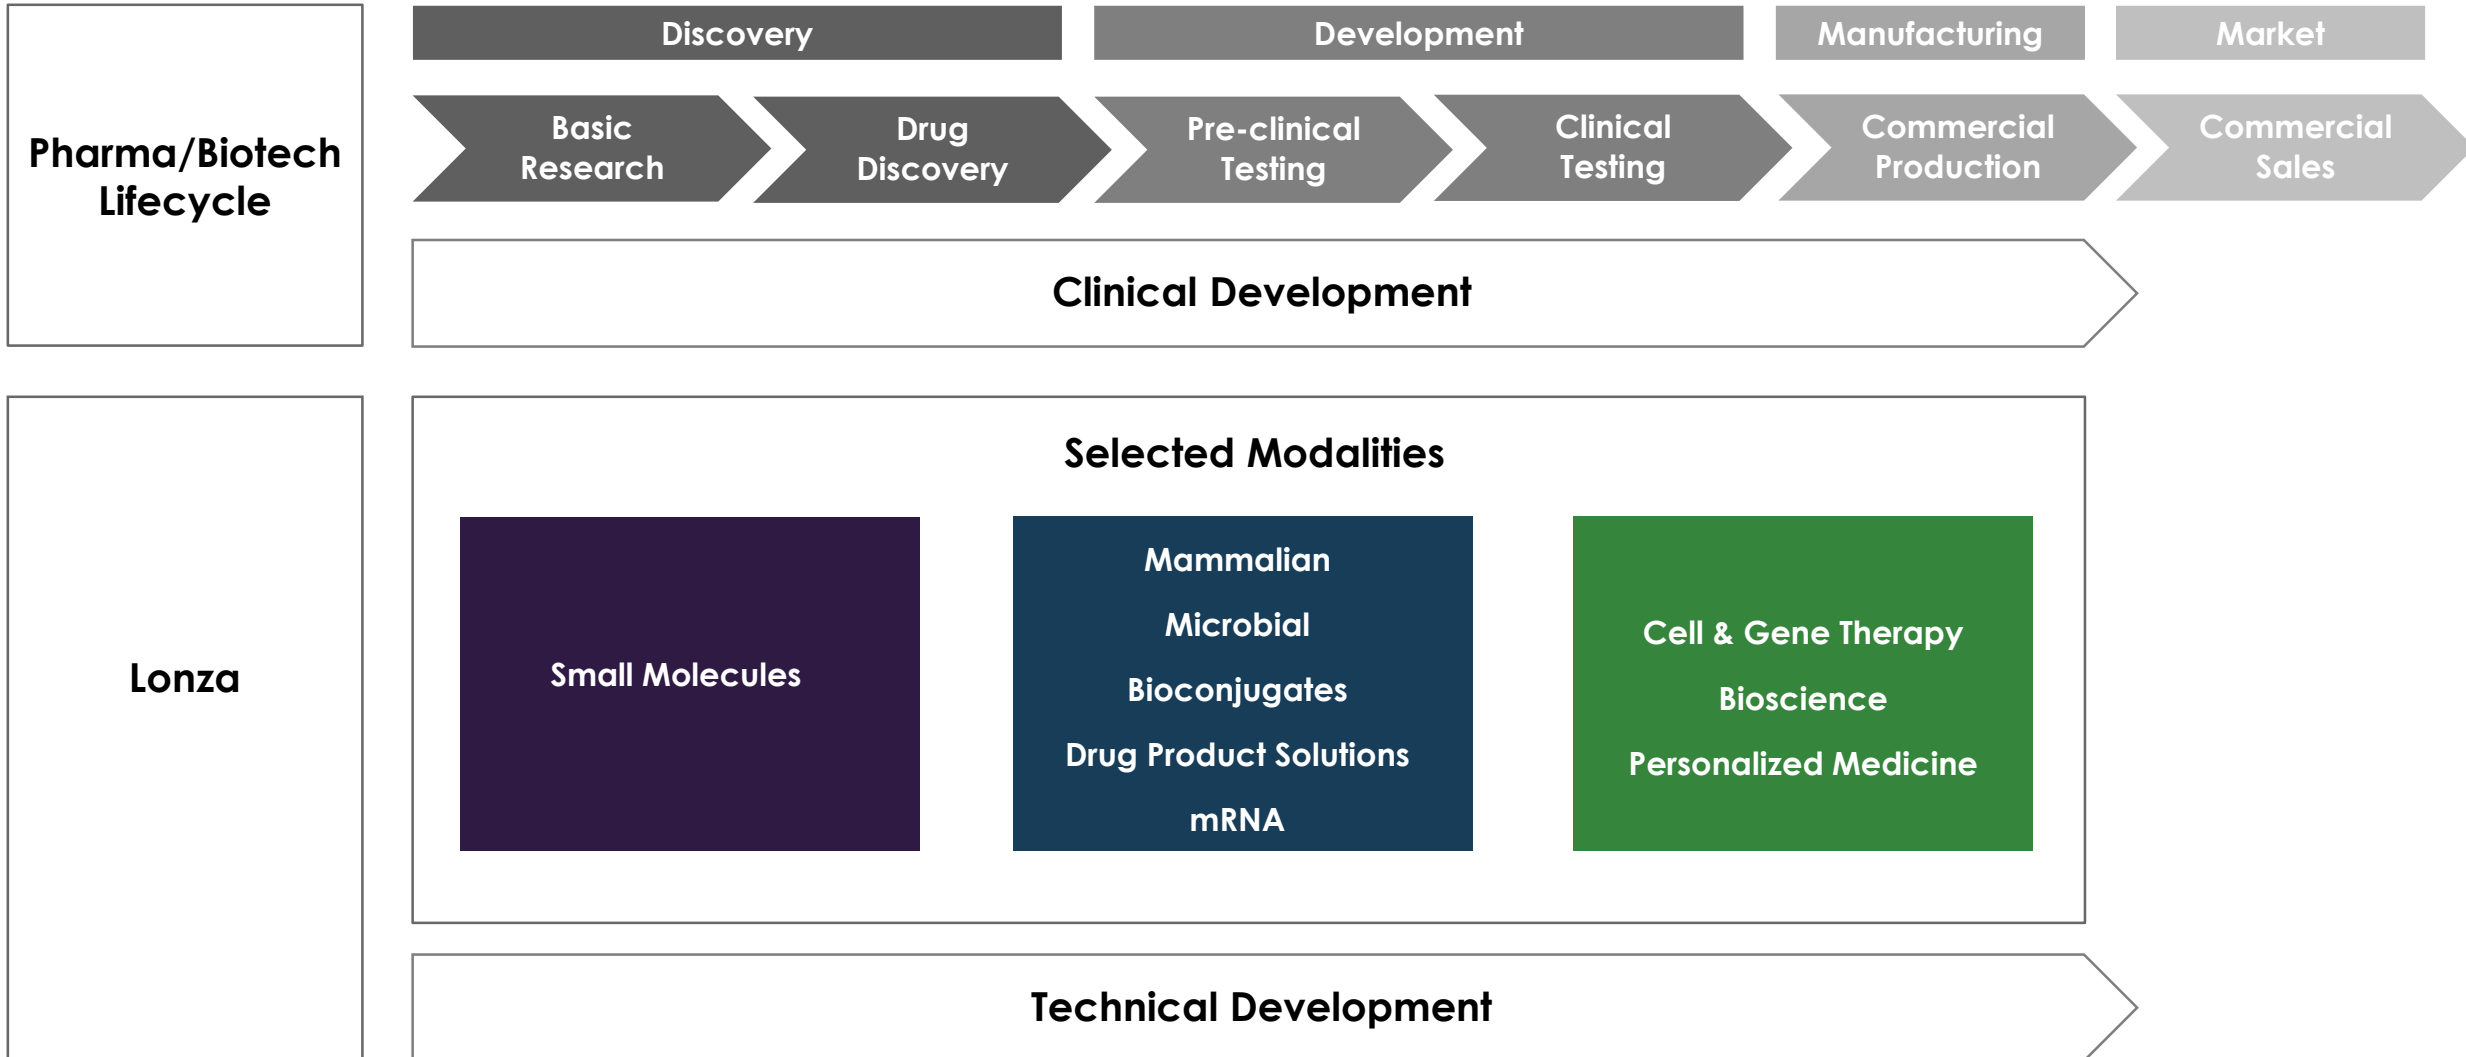 Discovery
Development
Manufacturing
Market
Pharma/Biotech
Lifecycle
Basic
Research
Drug
Discovery
Pre-clinical
Testing
Clinical
Testing
Commercial
Production
Commercial
Sales
Clinical Development
Lonza
Selected Modalities
Small Molecules
Mammalian
Microbial
Bioconjugates
Drug Product Solutions
mRNA
Cell & Gene Therapy
Bioscience
Personalized Medicine
Technical Development